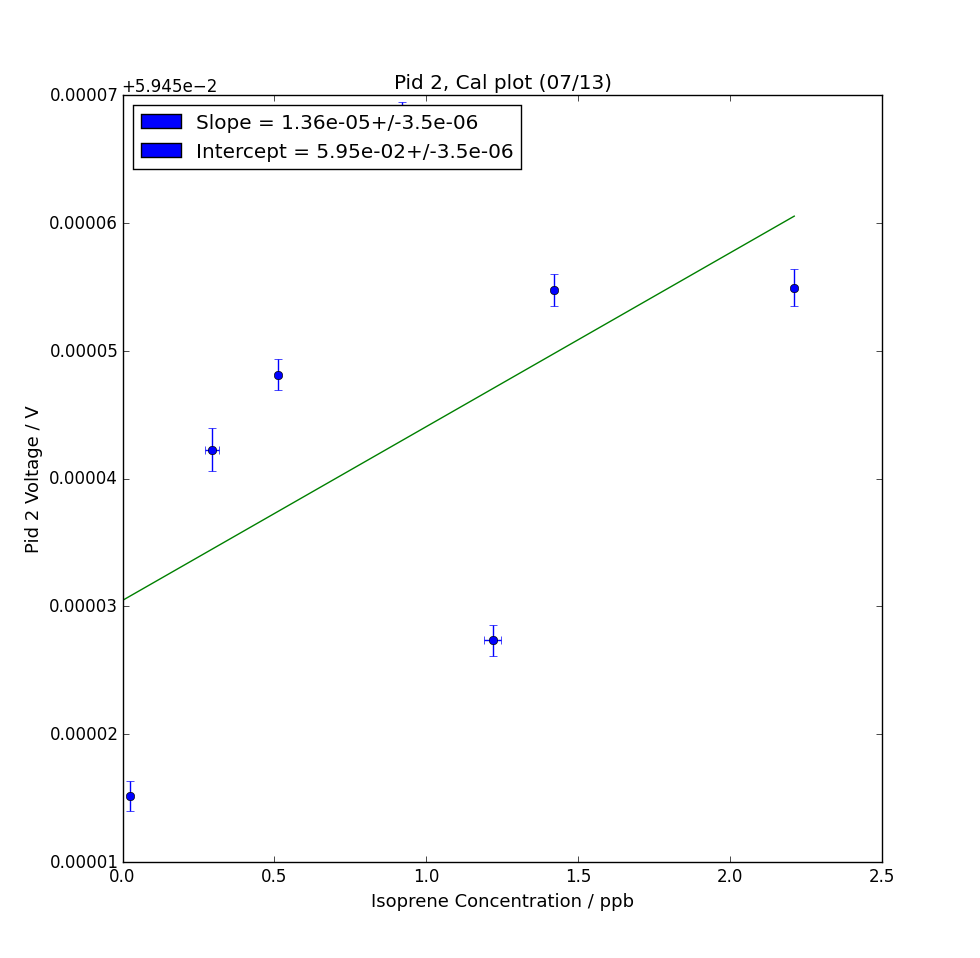 +5.945e−2
Pid 2, Cal plot (07/13)
Slope = 1.36e-05+/-3.5e-06
Intercept = 5.95e-02+/-3.5e-06
0.00007
0.00006
0.00005
0.00004
0.00003
0.00002
0.00001
Pid 2 Voltage / V
0.0
0.5
1.0
1.5
2.0
2.5
Isoprene Concentration / ppb